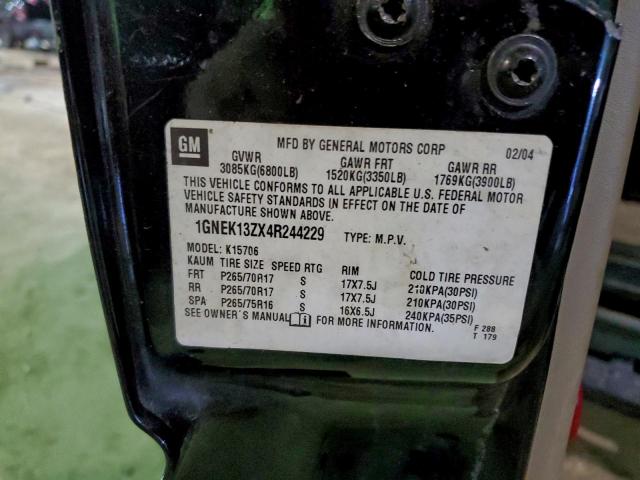 GM
MFD BY GENERAL MOTORS CORP 02/04
GVWR GAWR FRT GAWR RR
3085KG(6800LB) 1520KG(3350LB) 1769KG(3900LB)
THIS VEHICLE CONFORMS TO ALL APPLICABLE U.S. FEDERAL MOTOR
VEHICLE SAFETY STANDARDS IN EFFECT ON THE DATE OF
MANUFACTURE SHOWN ABOVE.
1GNEK13ZX4R244229 TYPE: M.P.V.
MODEL: K15706
KAUM TIRE SIZE SPEED RTG RIM COLD TIRE PRESSURE
FRT P265/70R17 S 17X7.5J 210KPA(30PSI)
RR P265/70R17 S 17X7.5J 210KPA(30PSI)
SPA P265/75R16 S 16X6.5J 240KPA(35PSI)
SEE OWNER'S MANUAL FOR MORE INFORMATION. F 288
T 179